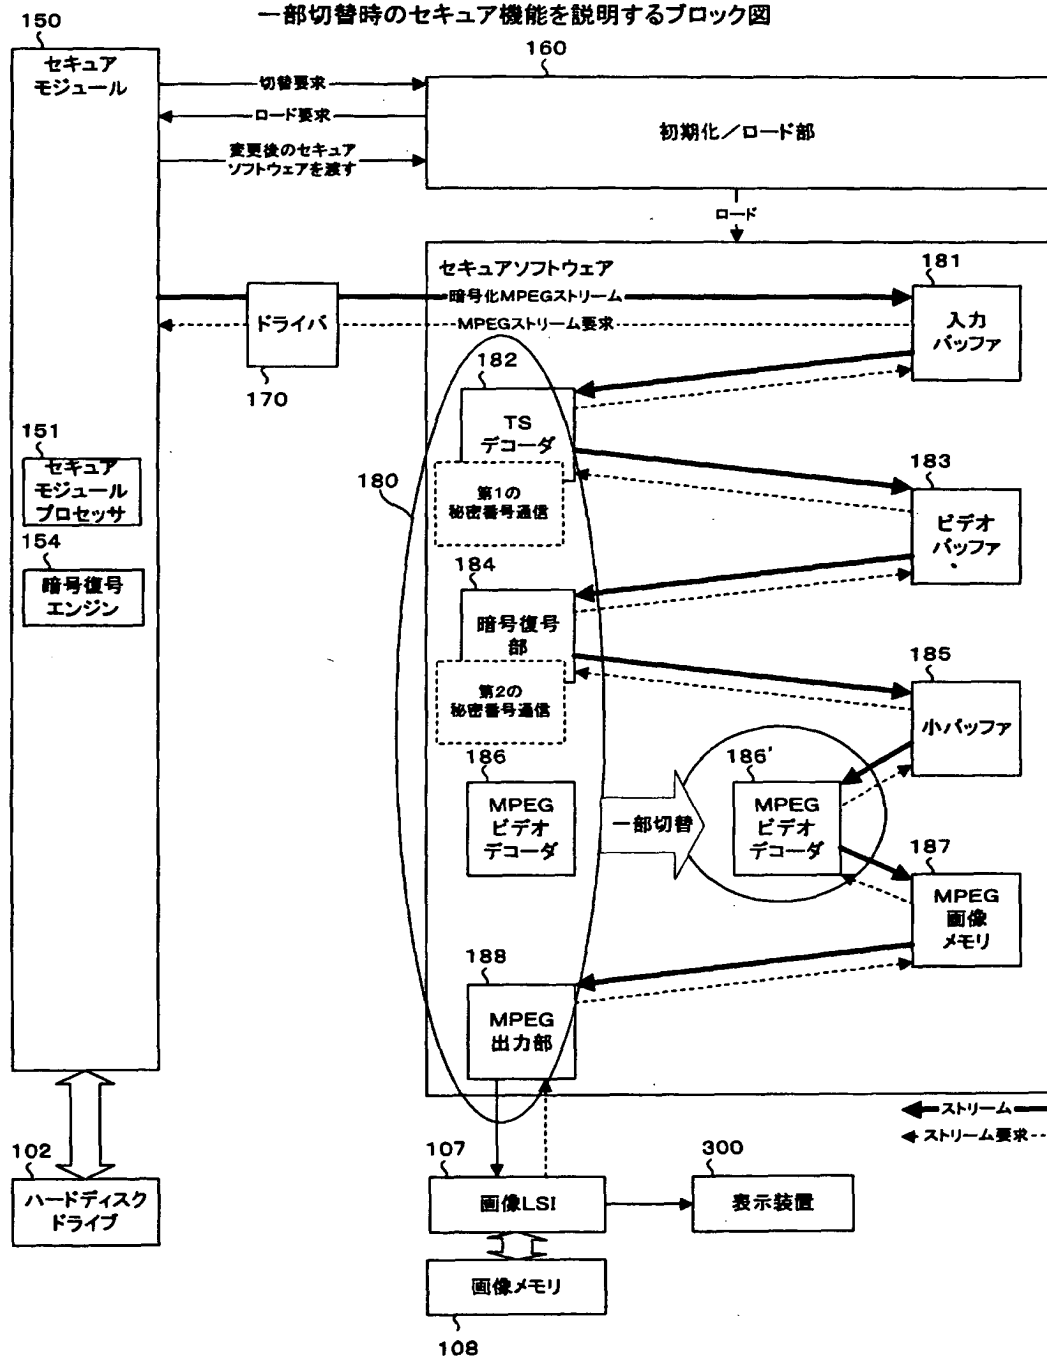 一部切替時のセキュア機能を説明するブロック図
150
セキュア
モジュール
160
切替要求
ロード要求
変更後のセキュア
ソフトウェアを渡す
初期化／ロード部
ロード
セキュアソフトウェア
181
暗号化MPEGストリーム
ドライバ
MPEGストリーム要求
入力
バッファ
170
182
TS
デコーダ
151
セキュア
モジュール
プロセッサ
180
第1の
秘密番号通信
183
ビデオ
バッファ
154
暗号復号
エンジン
184
暗号復号
部
185
第2の
秘密番号通信
小バッファ
186
MPEG
ビデオ
デコーダ
一部切替
186'
MPEG
ビデオ
デコーダ
187
MPEG
画像
メモリ
188
MPEG
出力部
ストリーム
ストリーム要求
102
ハードディスク
ドライブ
107
画像LSI
300
表示装置
画像メモリ
108